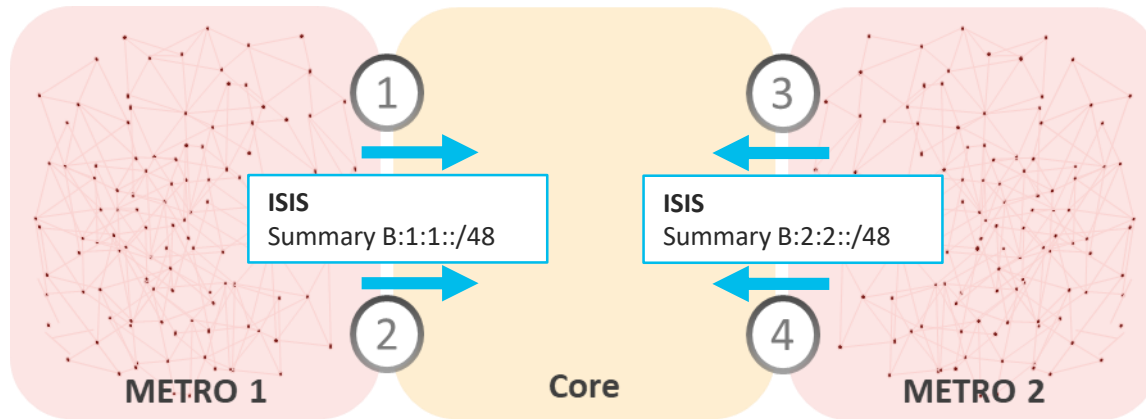 1
3
ISIS
Summary B:1:1::/48
ISIS
Summary B:2:2::/48
2
4
METRO 1
Core
METRO 2